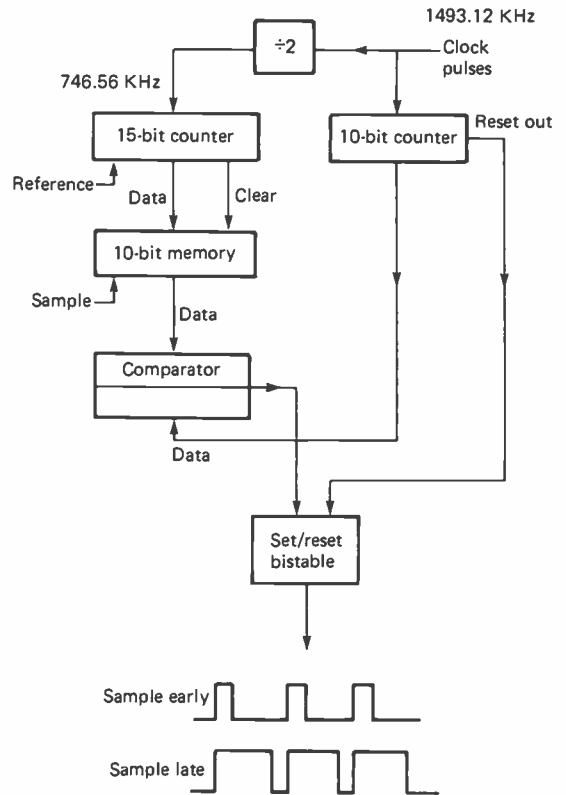 1493.12 KHz
÷2
Clock
pulses
746.56 KHz
15-bit counter
10-bit counter
Reset out
Reference
Data
Clear
10-bit memory
Sample
Data
Comparator
Data
Set/reset
bistable
Sample early
Sample late